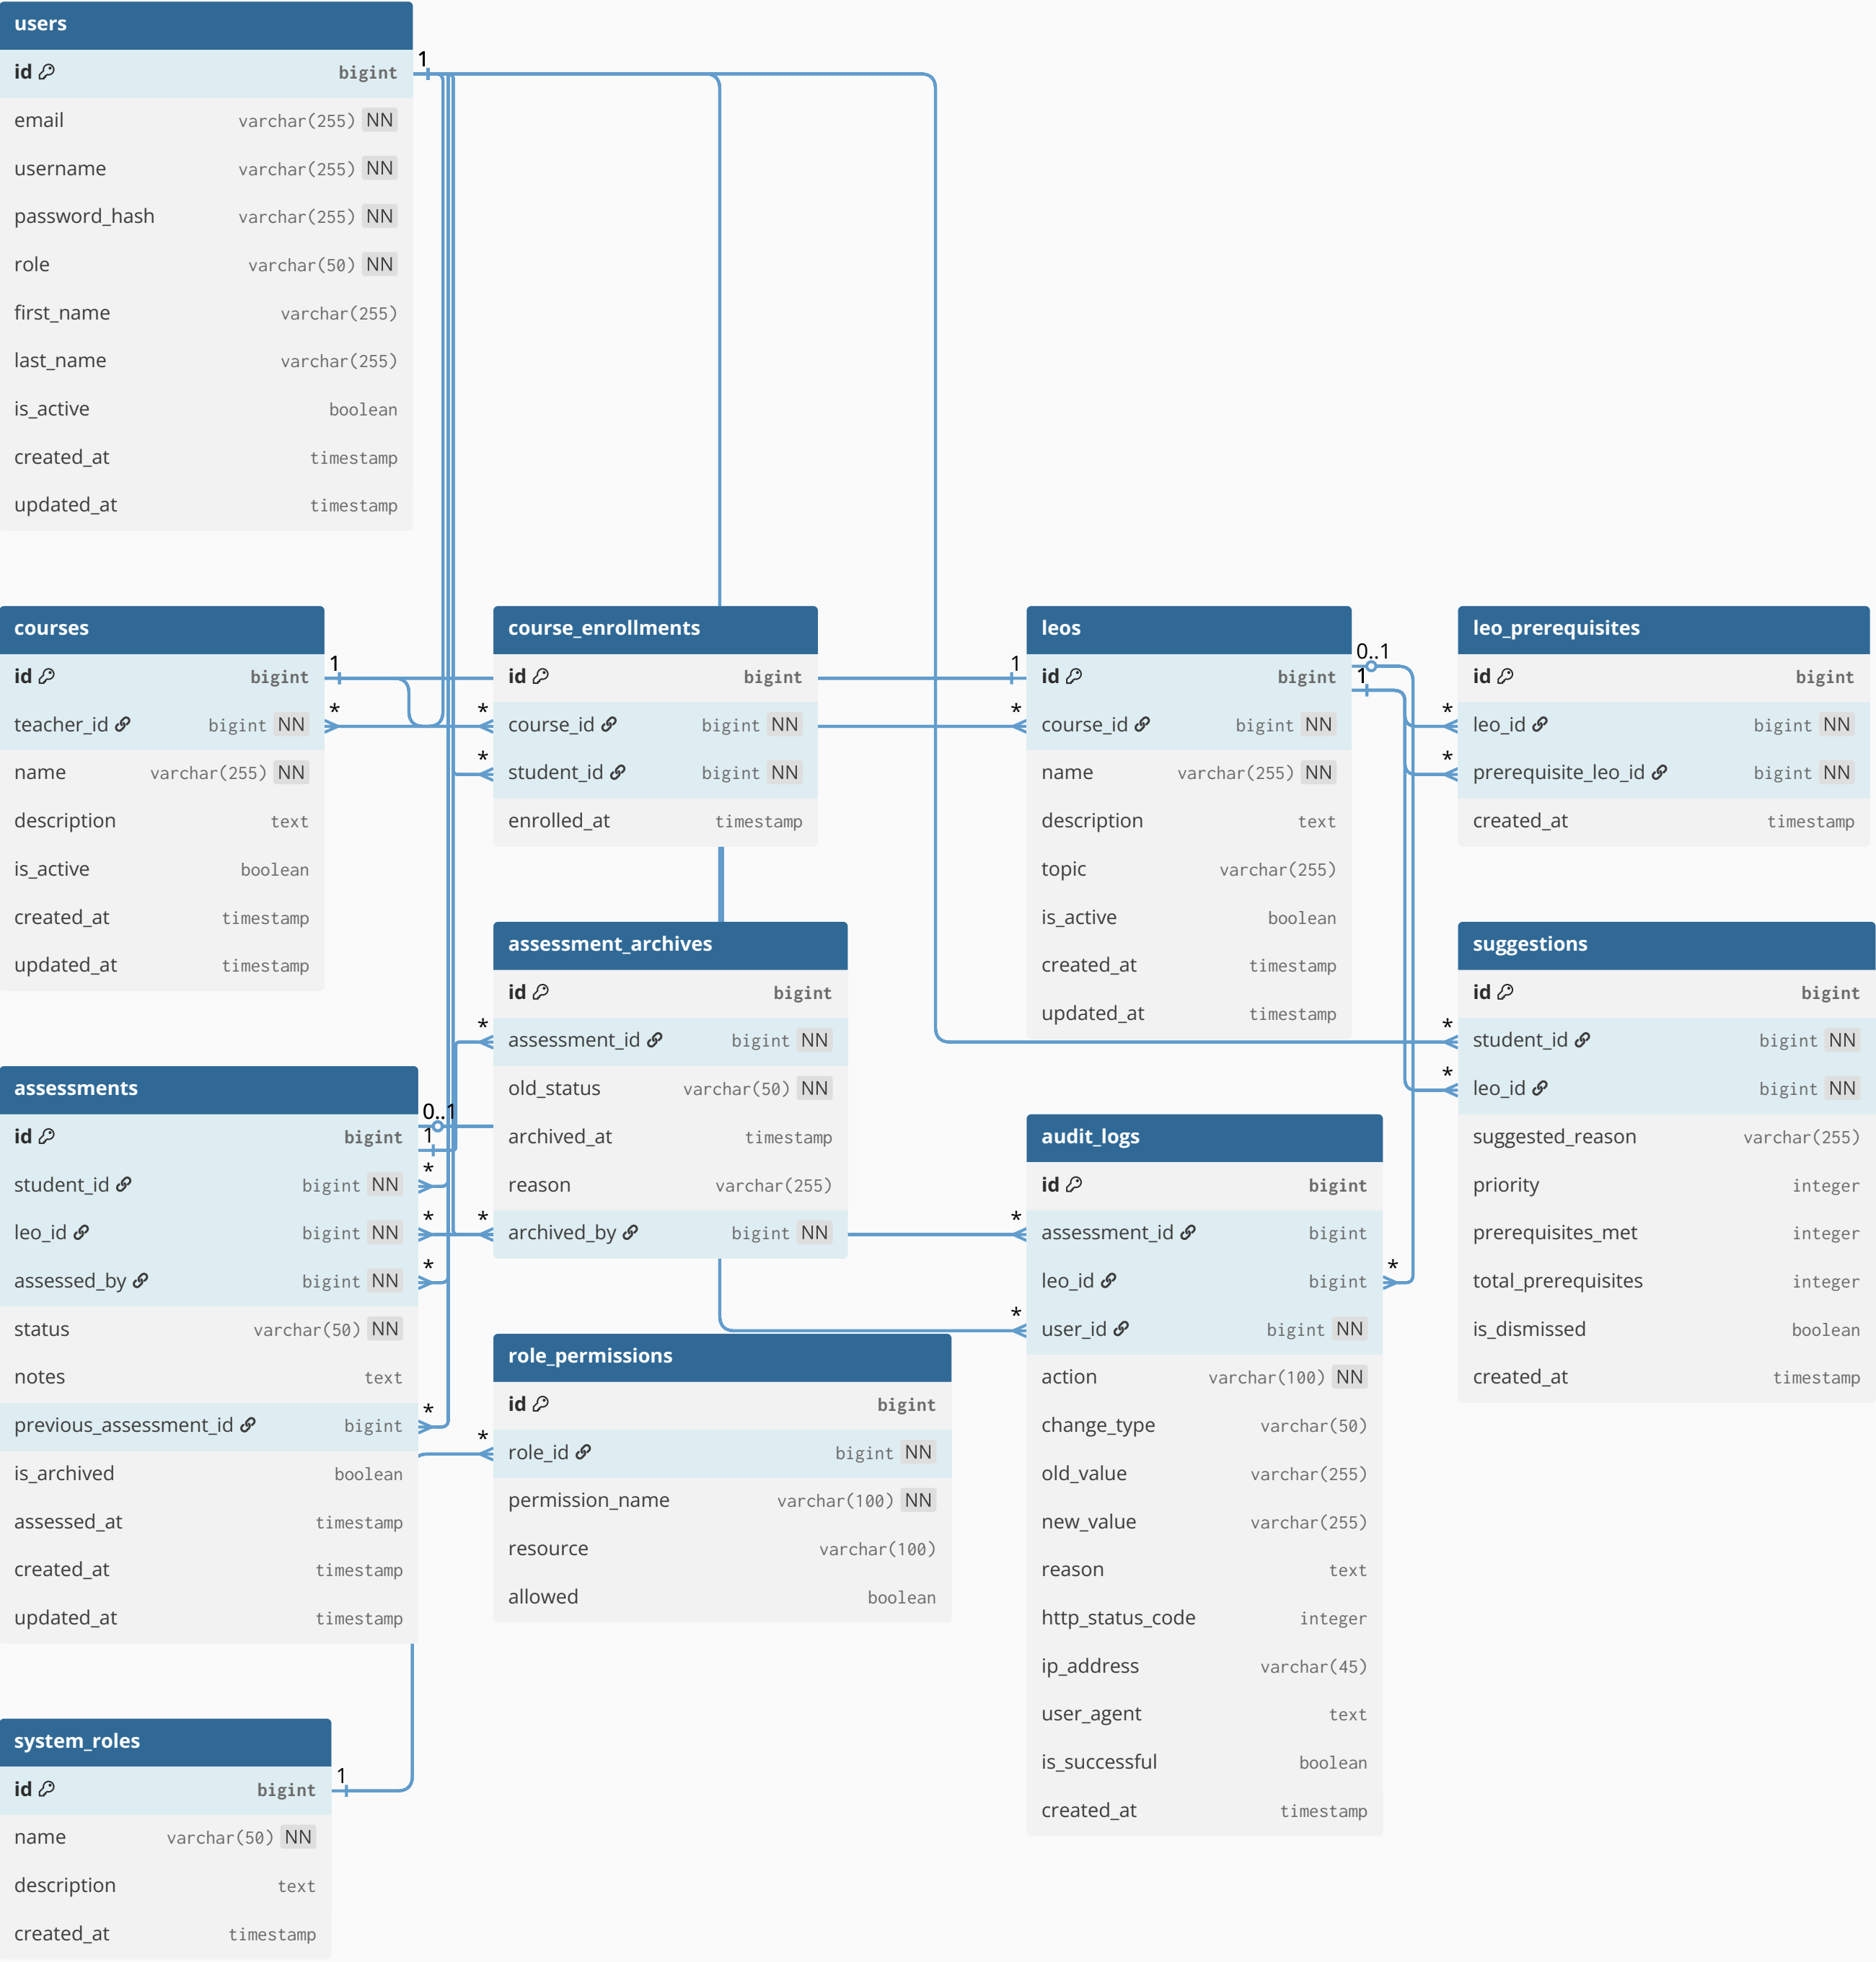 users
id bigint
email varchar(255) NN
username varchar(255) NN
password_hash varchar(255) NN
role varchar(50) NN
first_name varchar(255)
last_name varchar(255)
is_active boolean
created_at timestamp
updated_at timestamp
1
courses
id bigint
teacher_id bigint NN
name varchar(255) NN
description text
is_active boolean
created_at timestamp
updated_at timestamp
1
*
course_enrollments
id bigint
* course_id bigint NN
* student_id bigint NN
enrolled_at timestamp
leos
1 id bigint
* course_id bigint NN
name varchar(255) NN
description text
topic varchar(255)
is_active boolean
created_at timestamp
updated_at timestamp
0..1
1
leo_prerequisites
id bigint
* leo_id bigint NN
* prerequisite_leo_id bigint NN
created_at timestamp
assessment_archives
id bigint
* assessment_id bigint NN
old_status varchar(50) NN
archived_at timestamp
reason varchar(255)
* archived_by bigint NN
suggestions
id bigint
* student_id bigint NN
* leo_id bigint NN
suggested_reason varchar(255)
priority integer
prerequisites_met integer
total_prerequisites integer
is_dismissed boolean
created_at timestamp
assessments
id bigint
student_id bigint NN
leo_id bigint NN
assessed_by bigint NN
status varchar(50) NN
notes text
previous_assessment_id bigint
is_archived boolean
assessed_at timestamp
created_at timestamp
updated_at timestamp
0..1
1
*
*
*
*
audit_logs
id bigint
* assessment_id bigint
leo_id bigint *
* user_id bigint NN
action varchar(100) NN
change_type varchar(50)
old_value varchar(255)
new_value varchar(255)
reason text
http_status_code integer
ip_address varchar(45)
user_agent text
is_successful boolean
created_at timestamp
role_permissions
id bigint
* role_id bigint NN
permission_name varchar(100) NN
resource varchar(100)
allowed boolean
system_roles
id bigint
name varchar(50) NN
description text
created_at timestamp
1